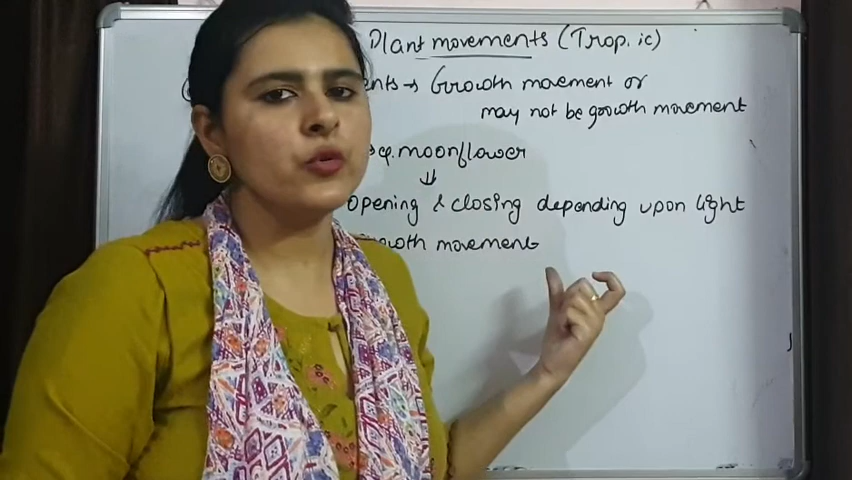 Plant movements (Trop. ic)
ents → Growth movement or
may not be growth movement
eg. moonflower
opening & closing depending upon light
owth movement